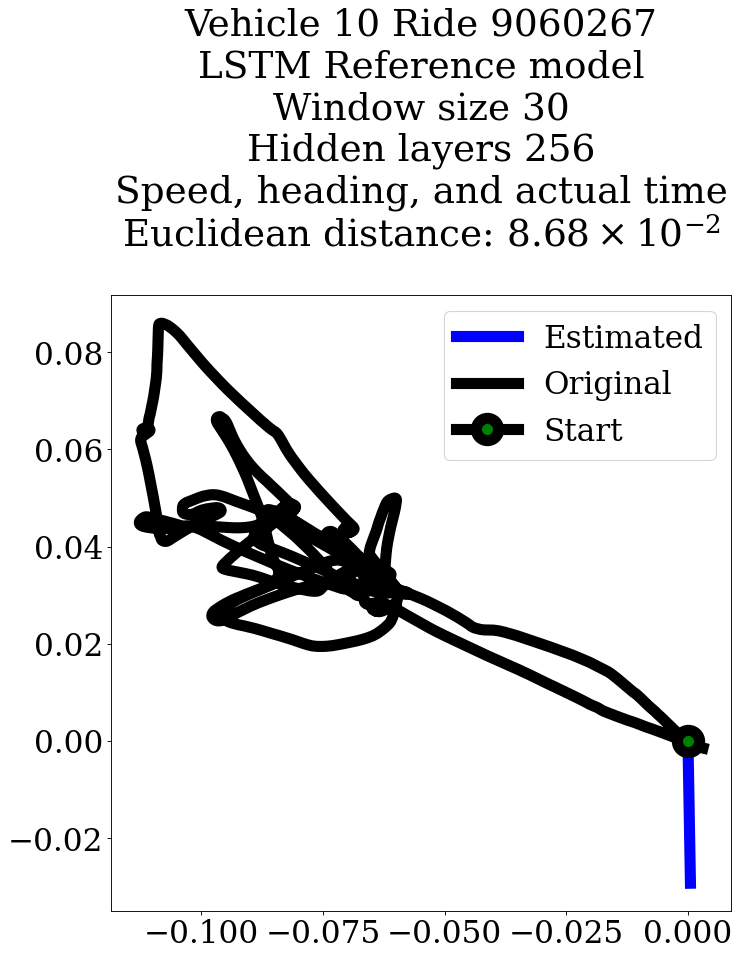 Vehicle 10 Ride 9060267
LSTM Reference model
Window size 30
Hidden layers 256
Speed, heading, and actual time
Euclidean distance: 8.68 × 10⁻²
Estimated
Original
Start
0.08
0.06
0.04
0.02
0.00
−0.02
−0.100 −0.075 −0.050 −0.025 0.000